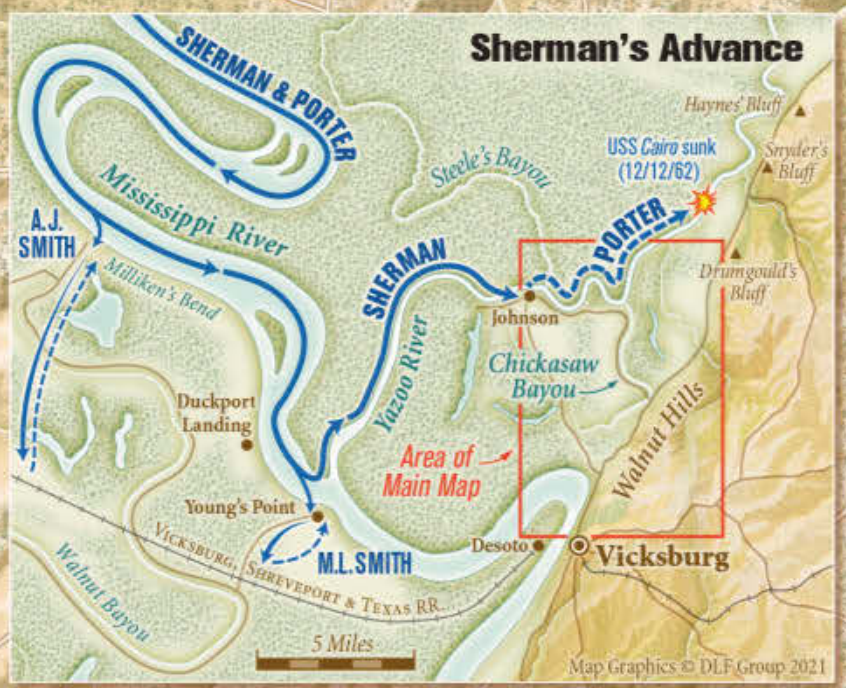 Sherman's Advance
SHERMAN & PORTER
Haynes' Bluff
USS Cairo sunk
(12/12/62)
Snyder's
Bluff
Steele's Bayou
Mississippi River
A.J.
SMITH
PORTER
SHERMAN
Milliken's Bend
Drumgould's
Bluff
Johnson
Yazoo River
Chickasaw
Bayou
Duckport
Landing
Walnut Hills
Area of
Main Map
Young's Point
VICKSBURG, SHREVEPORT & TEXAS RR
M.L. SMITH
Desoto
Vicksburg
Walnut Bayou
5 Miles
Map Graphics © DLF Group 2021